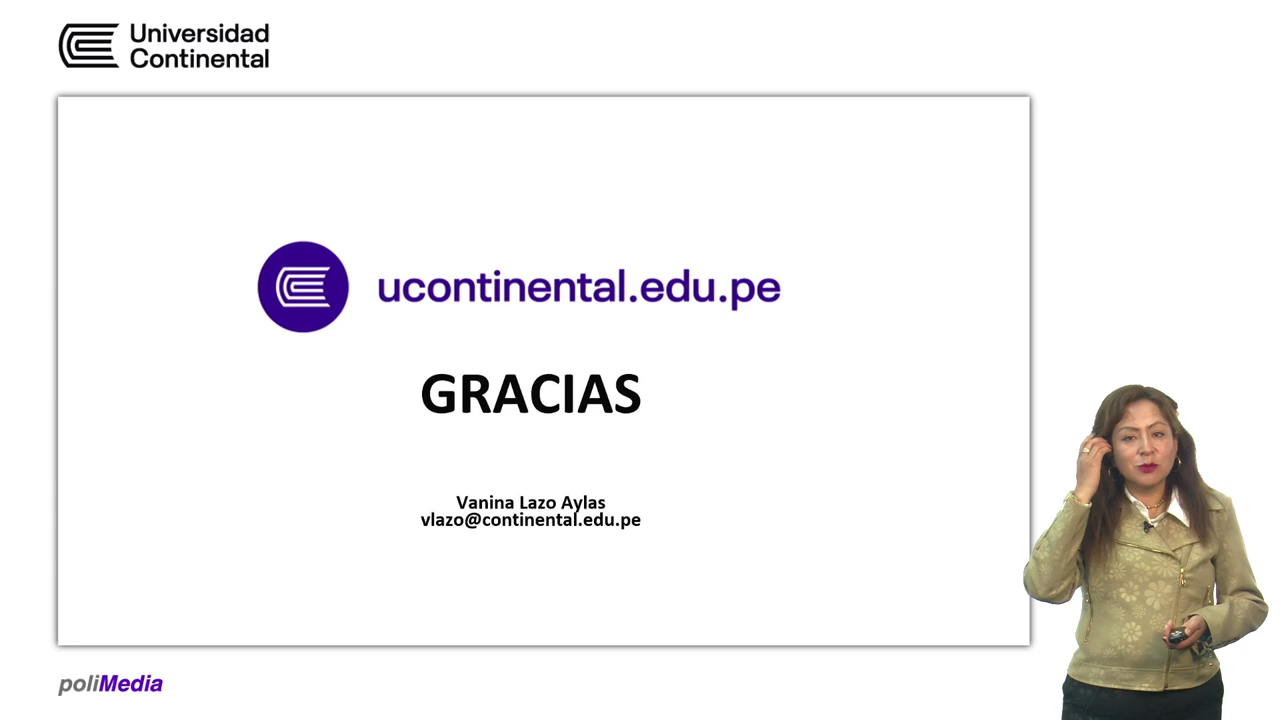 Universidad
Continental
ucontinental.edu.pe
GRACIAS
Vanina Lazo Aylas
vlazo@continental.edu.pe
poliMedia